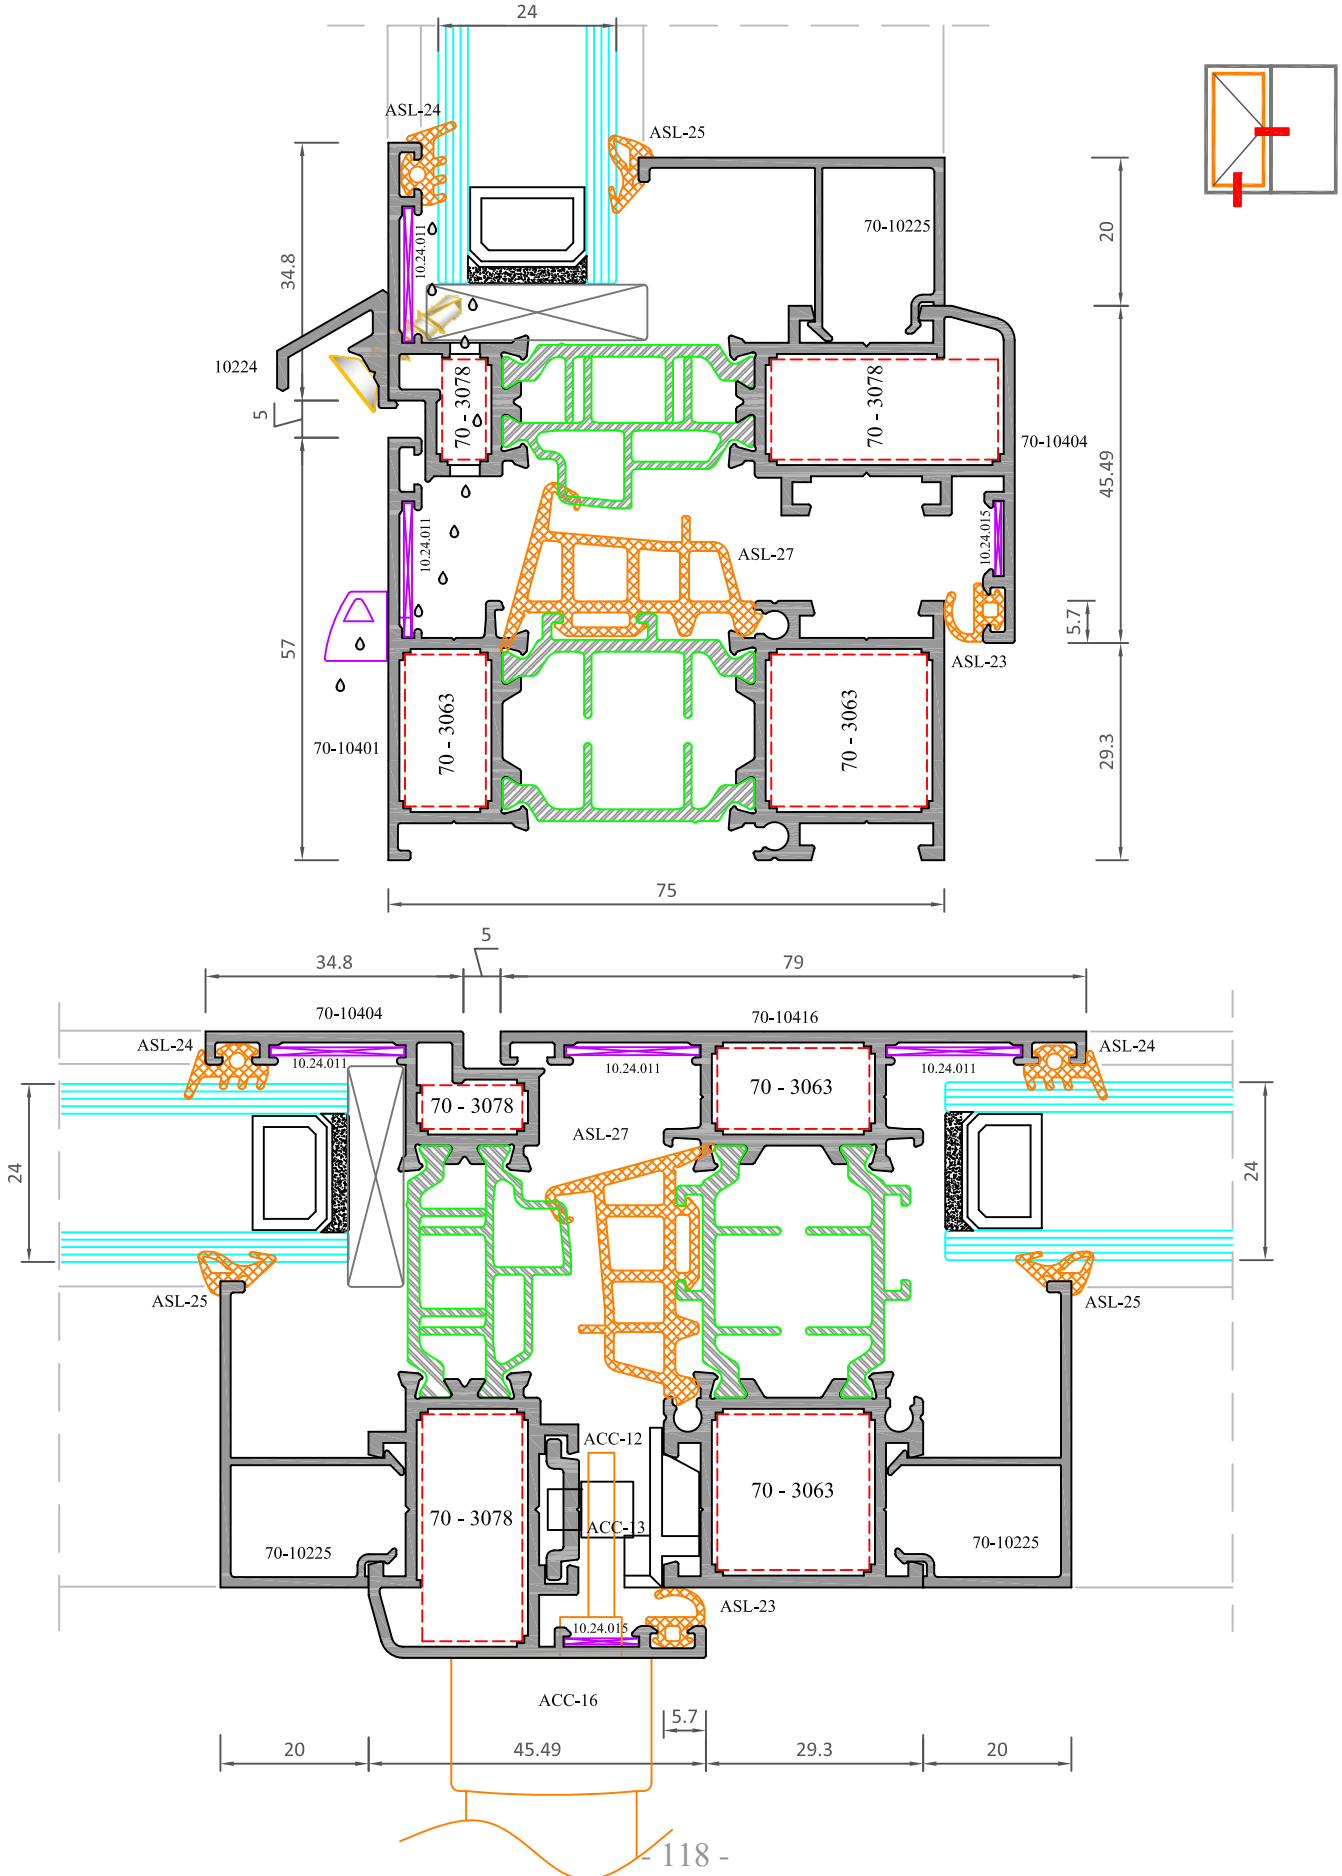 24
ASL-24
ASL-25
70-10225
20
34.8
10.24.011
10224
70 - 3078
70 - 3078
5
70-10404
45.49
10.24.011
10.24.015
ASL-27
5.7
57
ASL-23
70 - 3063
70 - 3063
70-10401
29.3
75
5
34.8
79
70-10404
70-10416
ASL-24
10.24.011
10.24.011
10.24.011
ASL-24
70 - 3078
70 - 3063
ASL-27
24
24
ASL-25
ASL-25
ACC-12
70 - 3078
ACC-13
70 - 3063
70-10225
70-10225
ASL-23
10.24.015
ACC-16
5.7
20
45.49
29.3
20
- 118 -